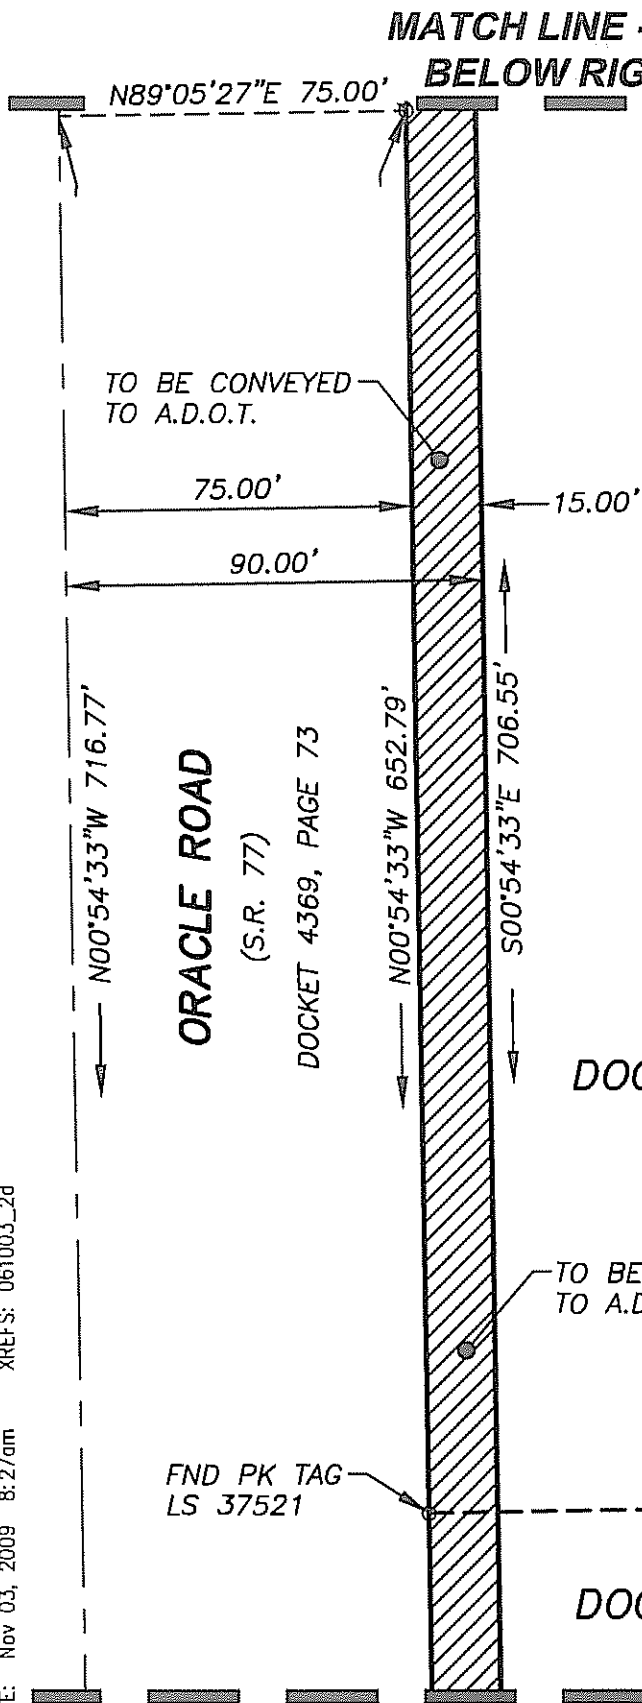 MATCH LINE -
BELOW RIG
N89°05'27"E 75.00'
TO BE CONVEYED
TO A.D.O.T.
75.00'
15.00'
90.00'
N00°54'33"W 716.77'
ORACLE ROAD
(S.R. 77)
DOCKET 4369, PAGE 73
N00°54'33"W 652.79'
S00°54'33"E 706.55'
DOC
TO BE
TO A.D
FND PK TAG
LS 37521
DOC
E: Nov 03, 2009 8:27am XREFS: 061003_2d